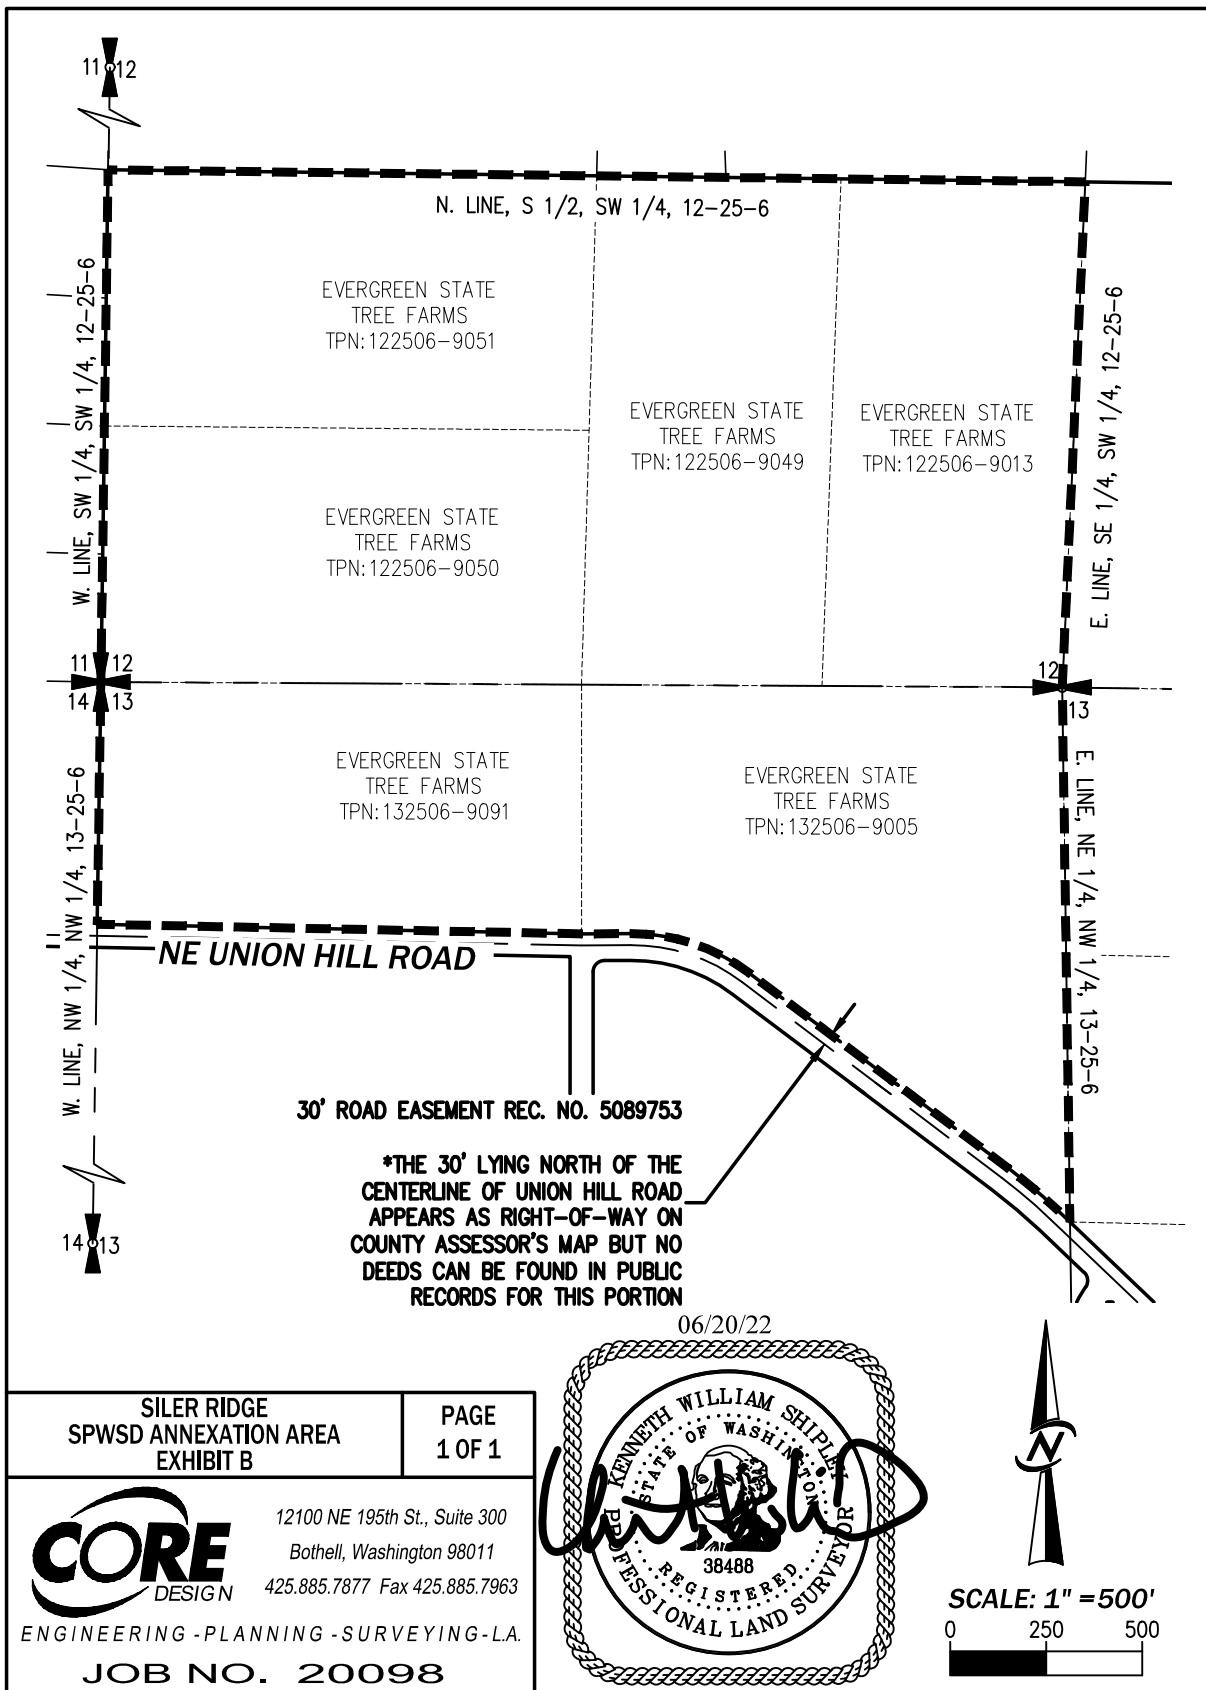 11 12
N. LINE, S 1/2, SW 1/4, 12-25-6
W. LINE, SW 1/4, SW 1/4, 12-25-6
EVERGREEN STATE
TREE FARMS
TPN:122506-9051
E. LINE, SE 1/4, SW 1/4, 12-25-6
EVERGREEN STATE
TREE FARMS
TPN:122506-9049
EVERGREEN STATE
TREE FARMS
TPN:122506-9013
EVERGREEN STATE
TREE FARMS
TPN:122506-9050
11 12
14 13
12
13
W. LINE, NW 1/4, NW 1/4, 13-25-6
EVERGREEN STATE
TREE FARMS
TPN:132506-9091
EVERGREEN STATE
TREE FARMS
TPN:132506-9005
E. LINE, NE 1/4, NW 1/4, 13-25-6
NE UNION HILL ROAD
30' ROAD EASEMENT REC. NO. 5089753
*THE 30' LYING NORTH OF THE
CENTERLINE OF UNION HILL ROAD
APPEARS AS RIGHT-OF-WAY ON
COUNTY ASSESSOR'S MAP BUT NO
DEEDS CAN BE FOUND IN PUBLIC
RECORDS FOR THIS PORTION
14 13
06/20/22
KENNETH WILLIAM SHIPLEY
STATE OF WASHINGTON
38488
REGISTERED
PROFESSIONAL LAND SURVEYOR
N
SCALE: 1" =500'
0 250 500
SILER RIDGE
SPWSD ANNEXATION AREA
EXHIBIT B
PAGE
1 OF 1
CORE
DESIGN
12100 NE 195th St., Suite 300
Bothell, Washington 98011
425.885.7877 Fax 425.885.7963
ENGINEERING-PLANNING-SURVEYING-L.A.
JOB NO. 20098